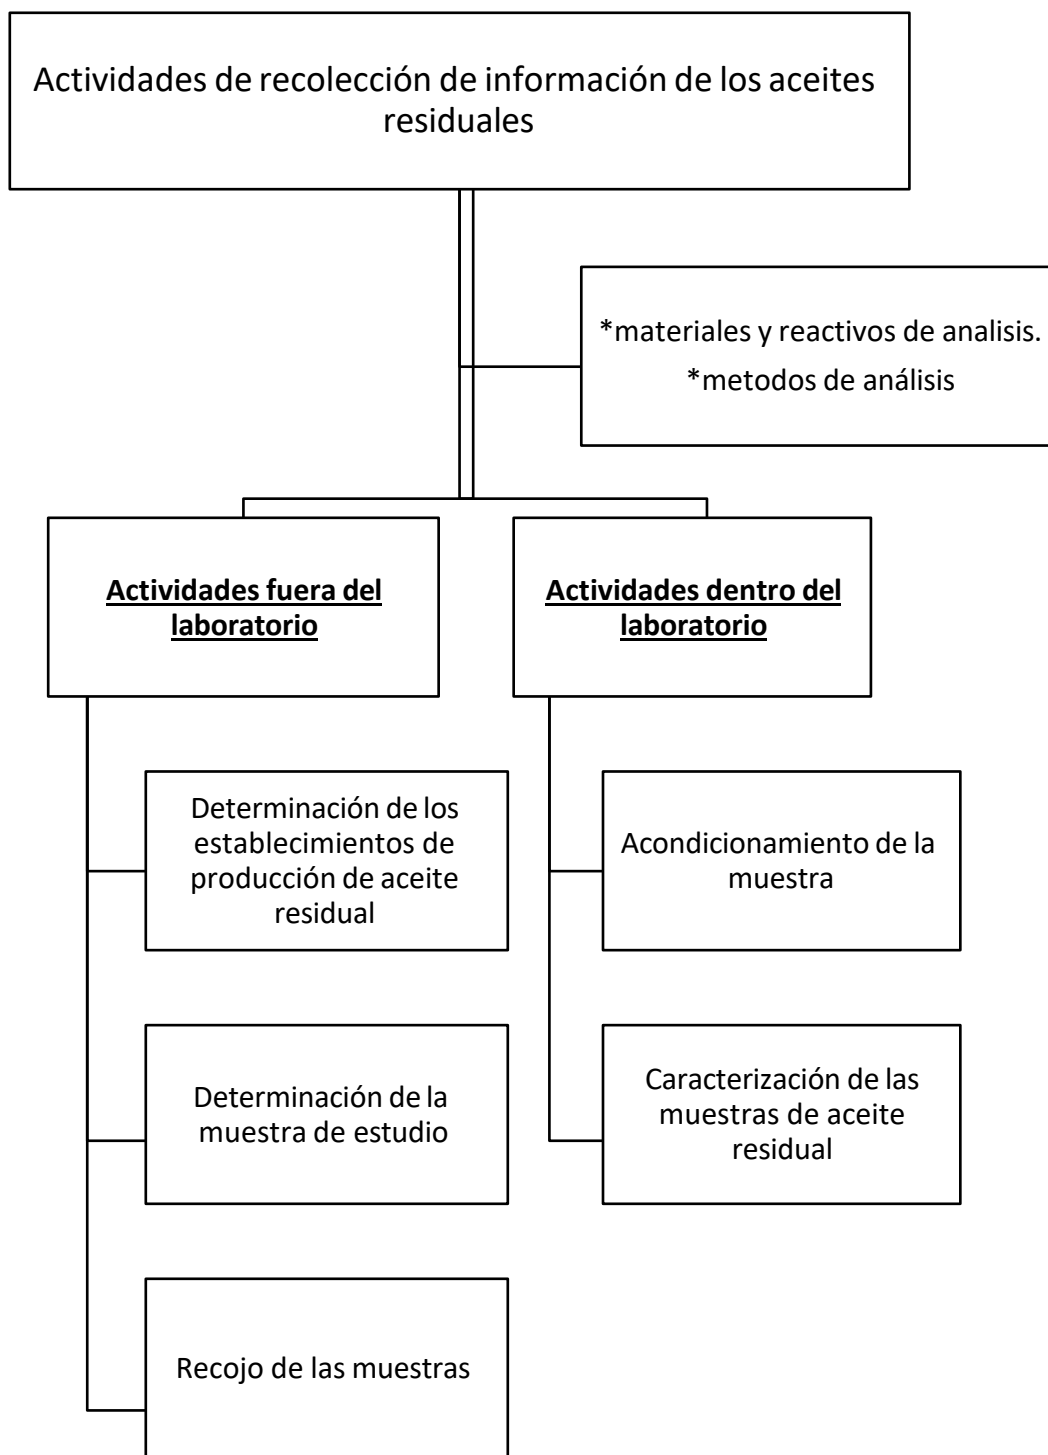 Actividades de recolección de información de los aceites
residuales
*materiales y reactivos de analisis.
*metodos de análisis
Actividades fuera del
laboratorio
Actividades dentro del
laboratorio
Determinación de los
establecimientos de
producción de aceite
residual
Acondicionamiento de la
muestra
Determinación de la
muestra de estudio
Caracterización de las
muestras de aceite
residual
Recojo de las muestras